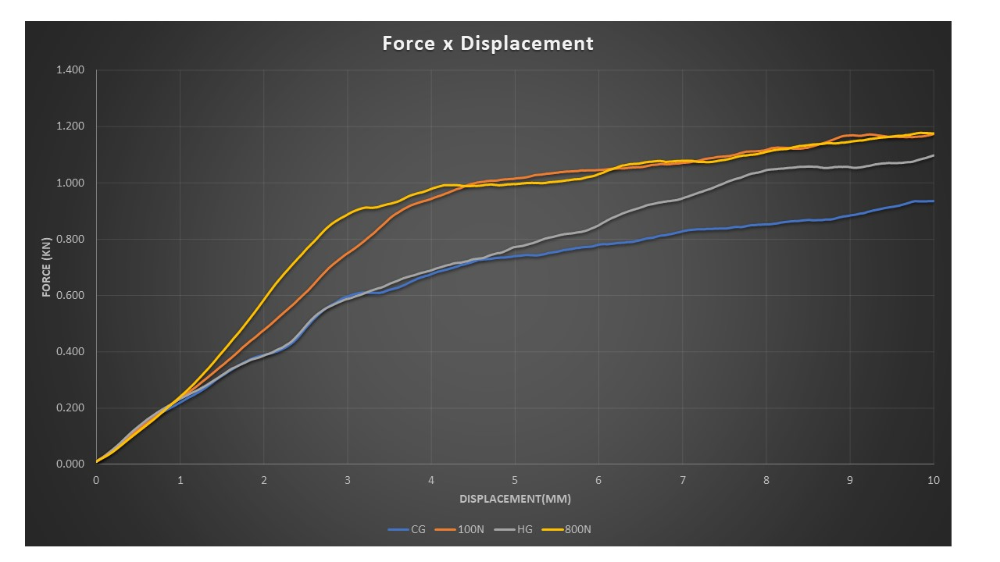 Force x Displacement
1.400
1.200
1.000
0.800
0.600
0.400
0.200
0.000
FORCE (KN)
0 1 2 3 4 5 6 7 8 9 10
DISPLACEMENT(MM)
CG 100N HG 800N